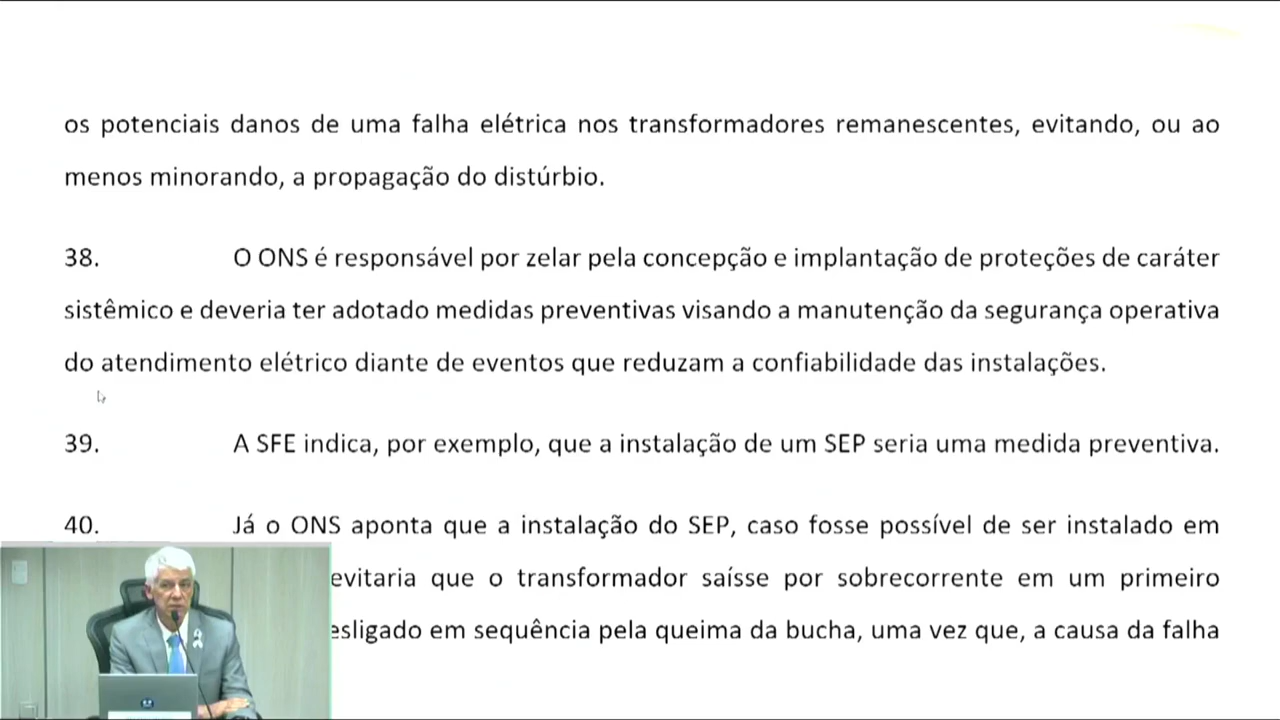 os potenciais danos de uma falha elétrica nos transformadores remanescentes, evitando, ou ao
menos minorando, a propagação do distúrbio.
38. O ONS é responsável por zelar pela concepção e implantação de proteções de caráter
sistêmico e deveria ter adotado medidas preventivas visando a manutenção da segurança operativa
do atendimento elétrico diante de eventos que reduzam a confiabilidade das instalações.
39. A SFE indica, por exemplo, que a instalação de um SEP seria uma medida preventiva.
40. Já o ONS aponta que a instalação do SEP, caso fosse possível de ser instalado em
evitaria que o transformador saísse por sobrecorrente em um primeiro
esligado em sequência pela queima da bucha, uma vez que, a causa da falha